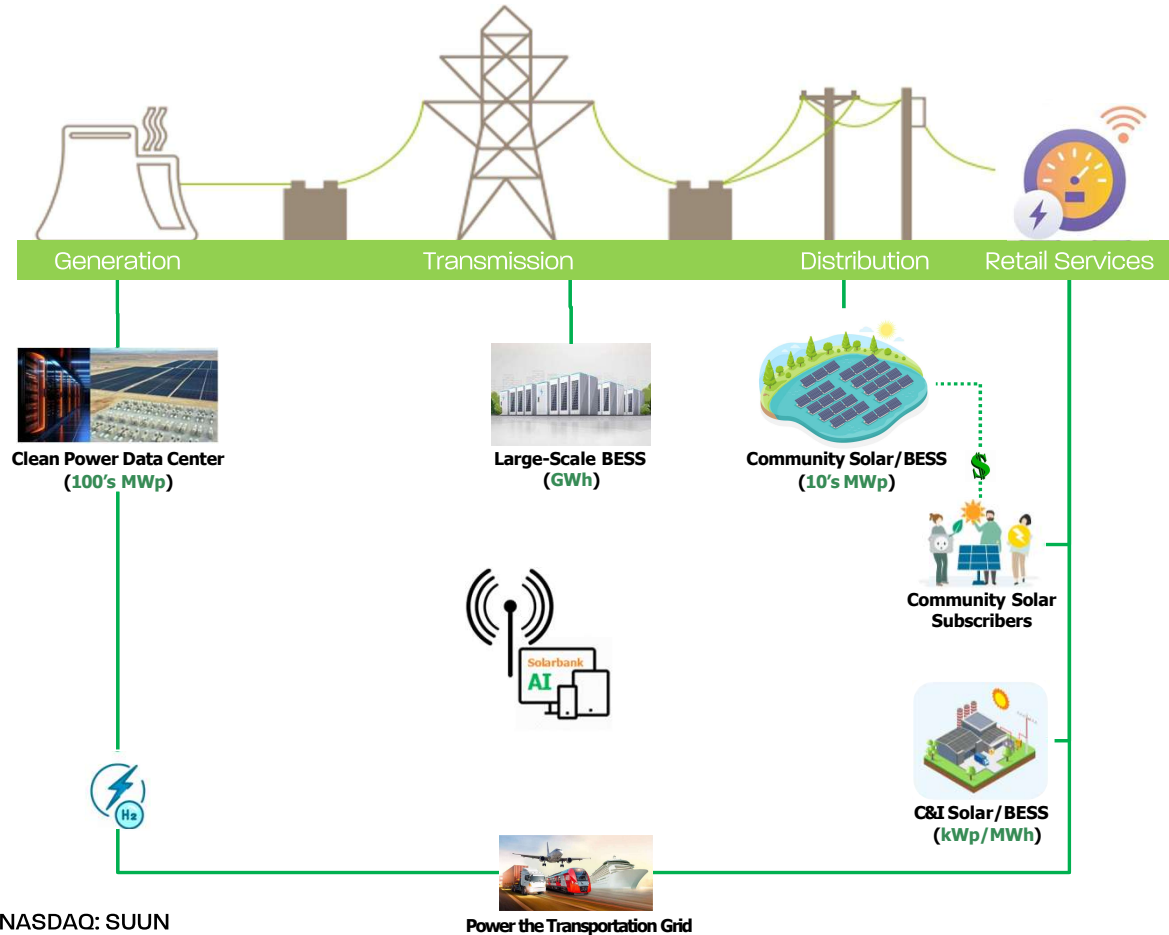 Generation
Transmission
Distribution
Retail Services
Clean Power Data Center
(100's MWp)
Large-Scale BESS
(GWh)
Community Solar/BESS
(10's MWp)
$
Community Solar
Subscribers
Solarbank
AI
C&I Solar/BESS
(kWp/MWh)
H2
NASDAQ: SUUN
Power the Transportation Grid